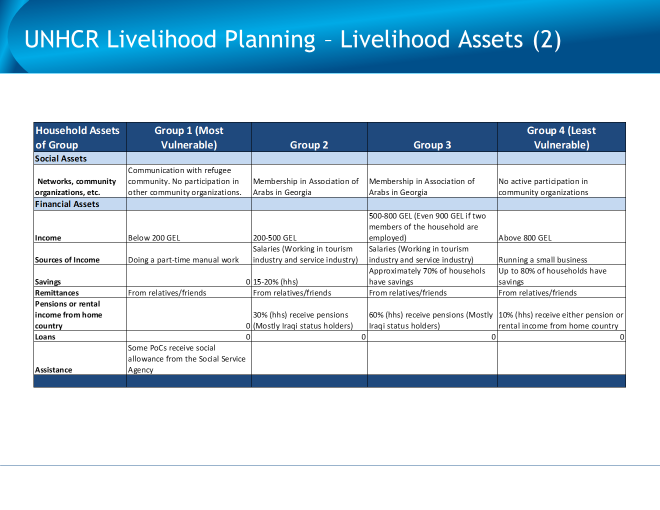 UNHCR Livelihood Planning – Livelihood Assets (2)
Household Assets of Group | Group 1 (Most Vulnerable) | Group 2 | Group 3 | Group 4 (Least Vulnerable)
Social Assets
Networks, community organizations, etc. | Communication with refugee community. No participation in other community organizations. | Membership in Association of Arabs in Georgia | Membership in Association of Arabs in Georgia | No active participation in community organizations
Financial Assets
Income | Below 200 GEL | 200-500 GEL | 500-800 GEL (Even 900 GEL if two members of the household are employed) | Above 800 GEL
Sources of Income | Doing a part-time manual work | Salaries (Working in tourism industry and service industry) | Salaries (Working in tourism industry and service industry) | Running a small business
Savings | 0 | 15-20% (hhs) | Approximately 70% of househols have savings | Up to 80% of households have savings
Remittances | From relatives/friends | From relatives/friends | From relatives/friends | From relatives/friends
Pensions or rental income from home country | 0 | 30% (hhs) receive pensions (Mostly Iraqi status holders) | 60% (hhs) receive pensions (Mostly Iraqi status holders) | 10% (hhs) receive either pension or rental income from home country
Loans | 0 | 0 | 0 | 0
Assistance | Some PoCs receive social allowance from the Social Service Agency